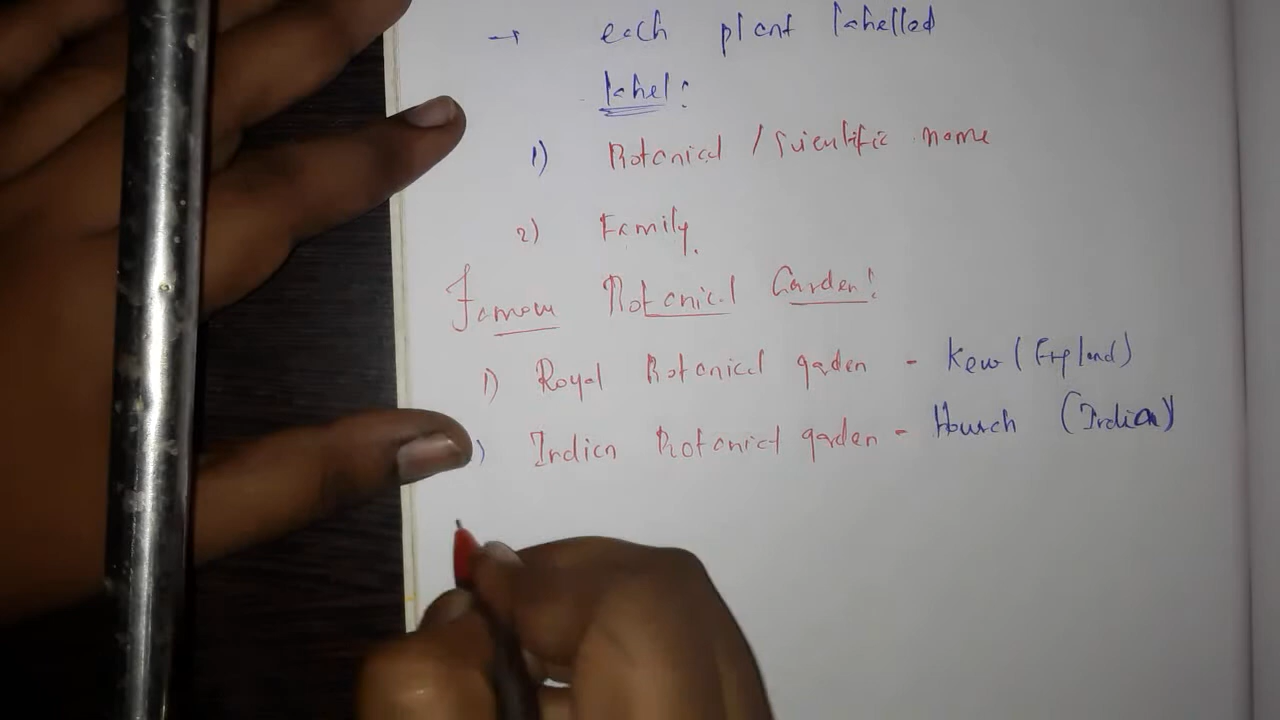 → each plant labelled
label:
1) Botanical / Scientific name
2) Family.
Famous Botanical Garden:
1) Royal Botanical garden - Kew (England)
) Indian Botanical garden - Howrah (Indian)